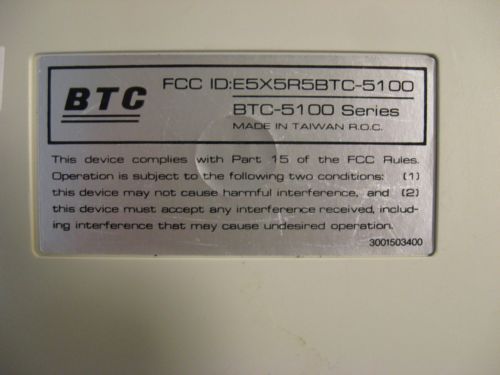 BTC
FCC ID:E5X5R5BTC-5100
BTC-5100 Series
MADE IN TAIWAN R.O.C.
This device complies with Part 15 of the FCC Rules.
Operation is subject to the following two conditions: (1)
this device may not cause harmful interference, and (2)
this device must accept any interference received, includ-
ing interference that may cause undesired operation.
3001503400